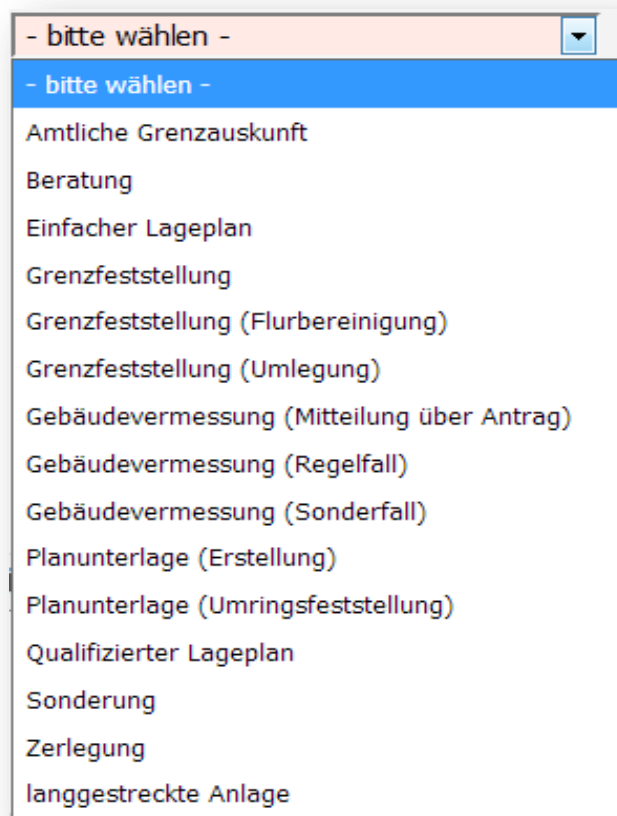 - bitte wählen -
- bitte wählen -
Amtliche Grenzauskunft
Beratung
Einfacher Lageplan
Grenzfeststellung
Grenzfeststellung (Flurbereinigung)
Grenzfeststellung (Umlegung)
Gebäudevermessung (Mitteilung über Antrag)
Gebäudevermessung (Regelfall)
Gebäudevermessung (Sonderfall)
Planunterlage (Erstellung)
Planunterlage (Umringsfeststellung)
Qualifizierter Lageplan
Sonderung
Zerlegung
langgestreckte Anlage